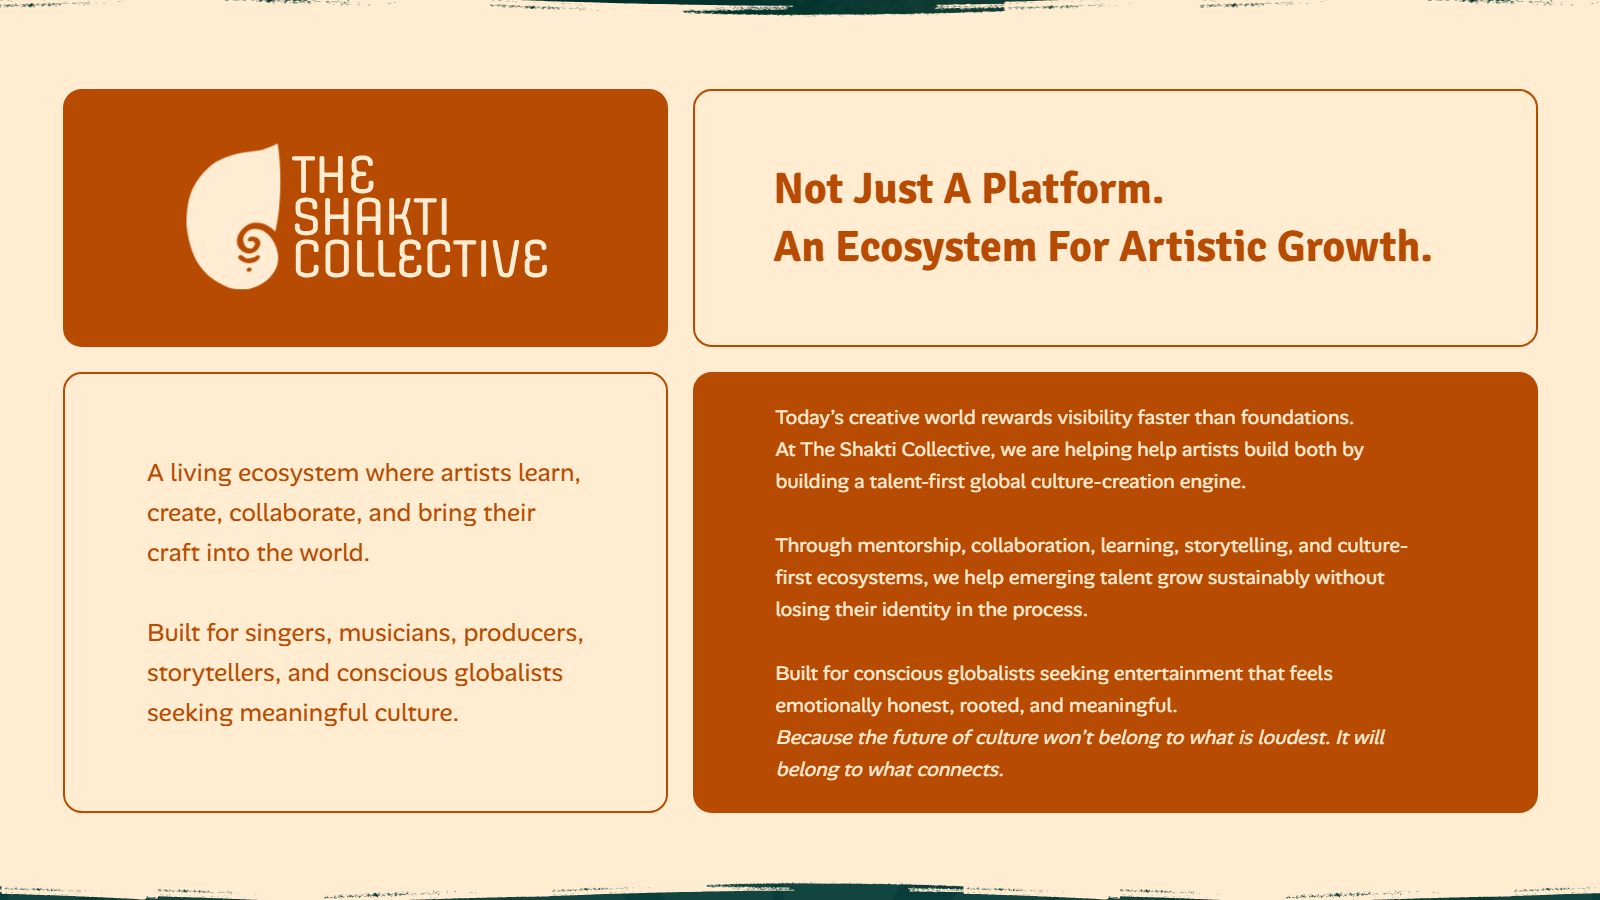 THE
SHAKTI
COLLECTIVE
Not Just A Platform.
An Ecosystem For Artistic Growth.
A living ecosystem where artists learn,
create, collaborate, and bring their
craft into the world.
Built for singers, musicians, producers,
storytellers, and conscious globalists
seeking meaningful culture.
Today’s creative world rewards visibility faster than foundations.
At The Shakti Collective, we are helping help artists build both by
building a talent-first global culture-creation engine.
Through mentorship, collaboration, learning, storytelling, and culture-
first ecosystems, we help emerging talent grow sustainably without
losing their identity in the process.
Built for conscious globalists seeking entertainment that feels
emotionally honest, rooted, and meaningful.
Because the future of culture won’t belong to what is loudest. It will
belong to what connects.